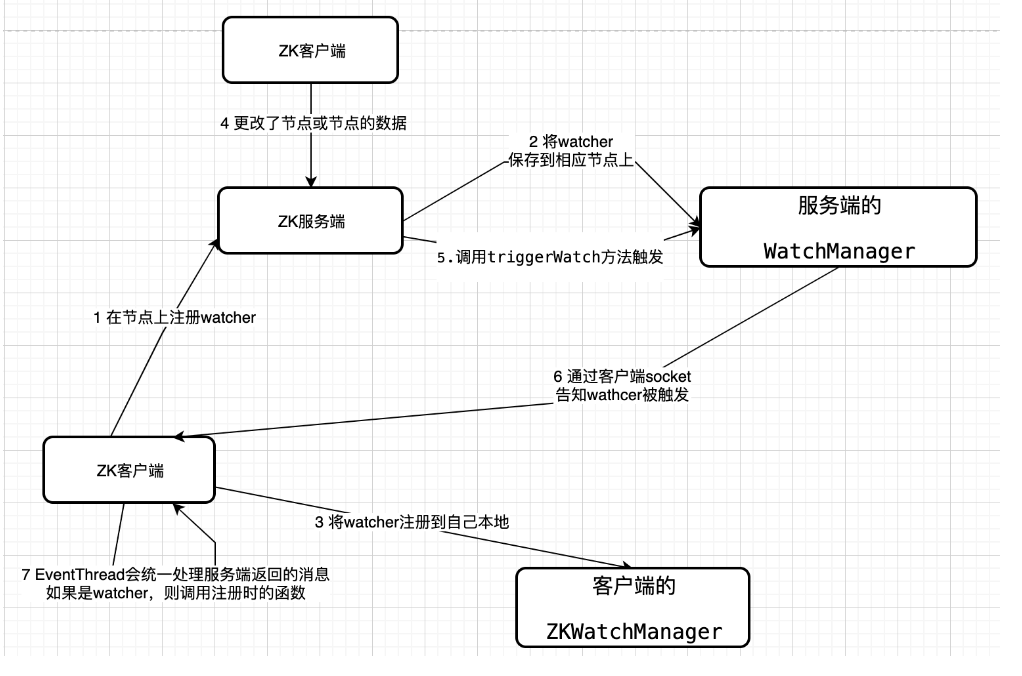 ZK客户端
4 更改了节点或节点的数据
2 将watcher
保存到相应节点上
ZK服务端
服务端的
WatchManager
5.调用triggerWatch方法触发
1 在节点上注册watcher
6 通过客户端socket
告知wathcer被触发
ZK客户端
3 将watcher注册到自己本地
7 EventThread会统一处理服务端返回的消息
如果是watcher，则调用注册时的函数
客户端的
ZKWatchManager